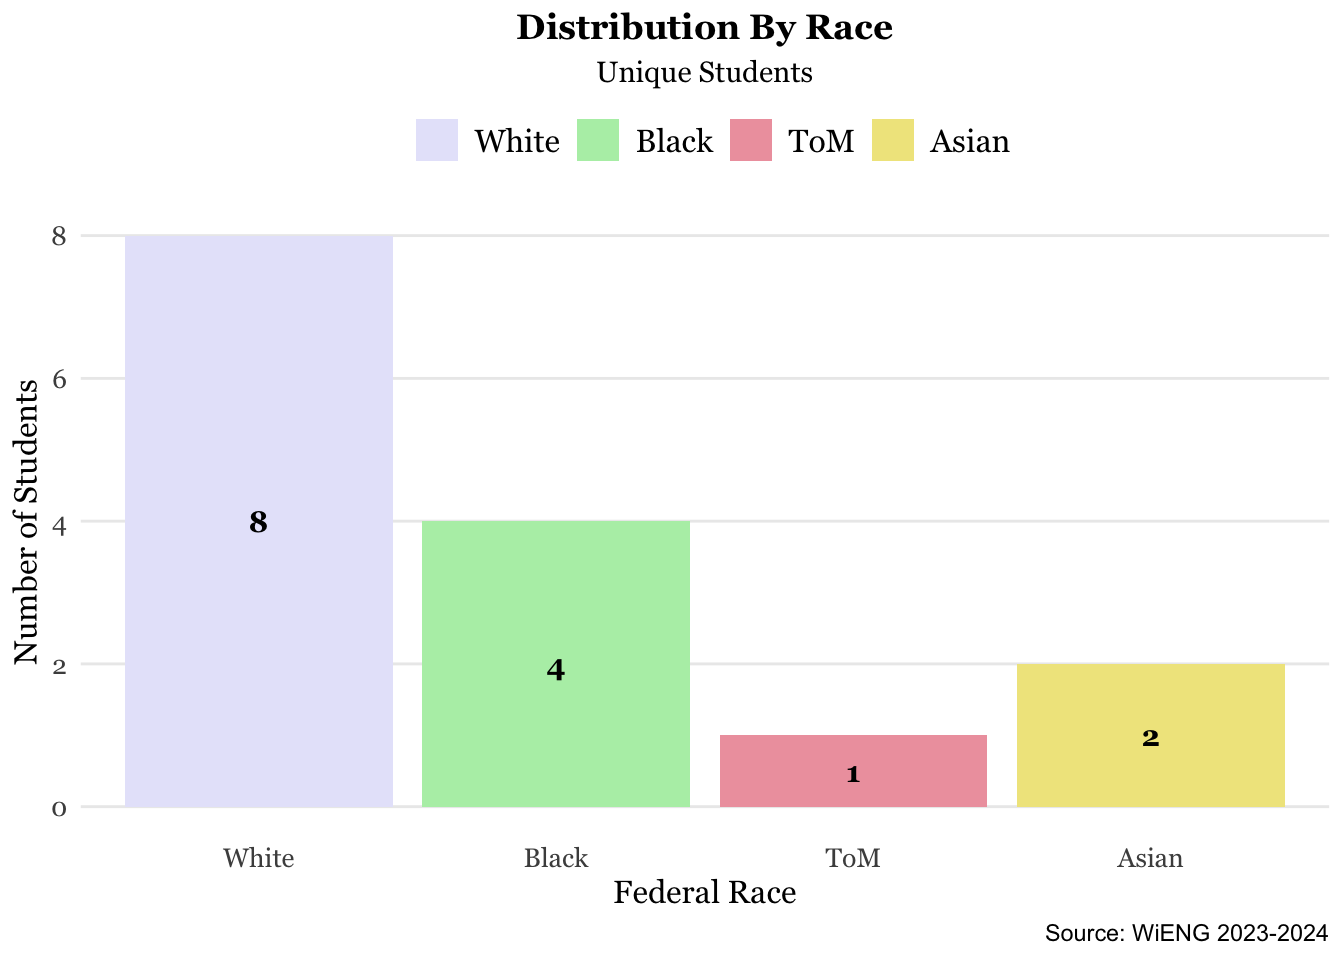 Distribution By Race
Unique Students
White Black ToM Asian
8
6
4
2
0
Number of Students
8
4
1
2
White Black ToM Asian
Federal Race
Source: WiENG 2023-2024